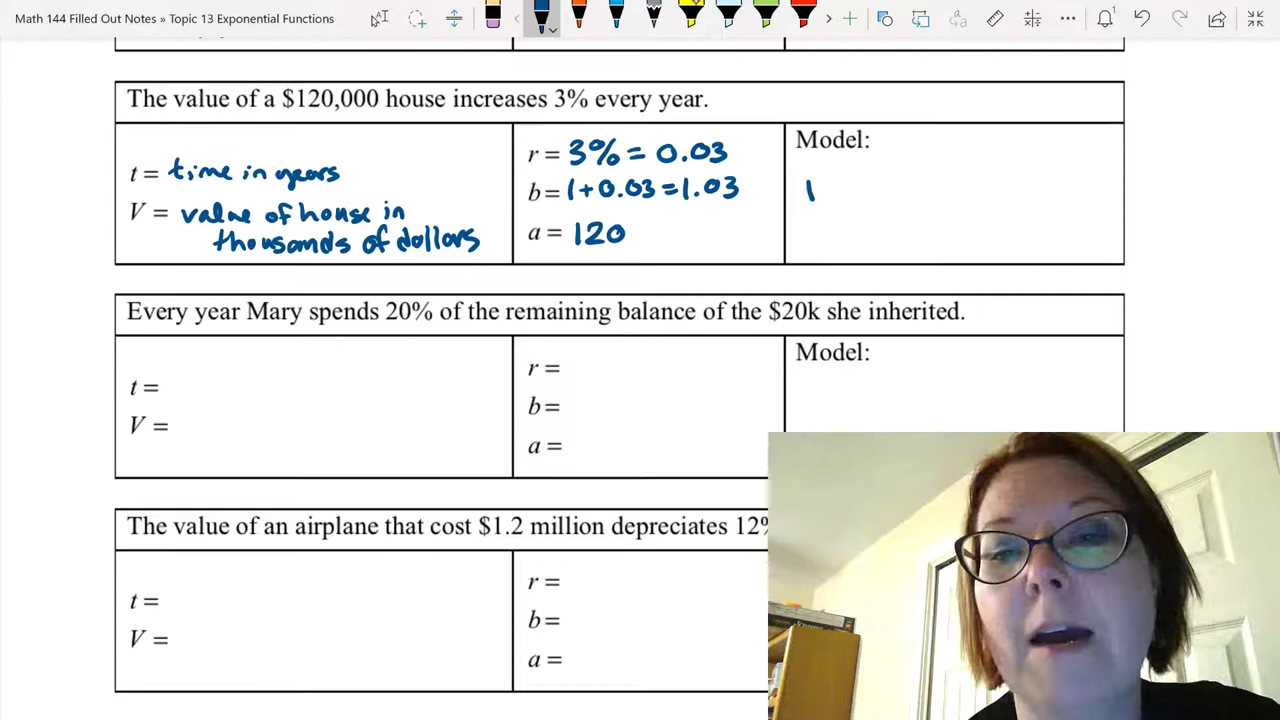 Math 144 Filled Out Notes » Topic 13 Exponential Functions
The value of a $120,000 house increases 3% every year.
t = time in years
V = value of house in
thousands of dollars
r = 3% = 0.03
b = 1 + 0.03 = 1.03
a = 120
Model:
Every year Mary spends 20% of the remaining balance of the $20k she inherited.
t =
V =
r =
b =
a =
Model:
The value of an airplane that cost $1.2 million depreciates 12%
t =
V =
r =
b =
a =